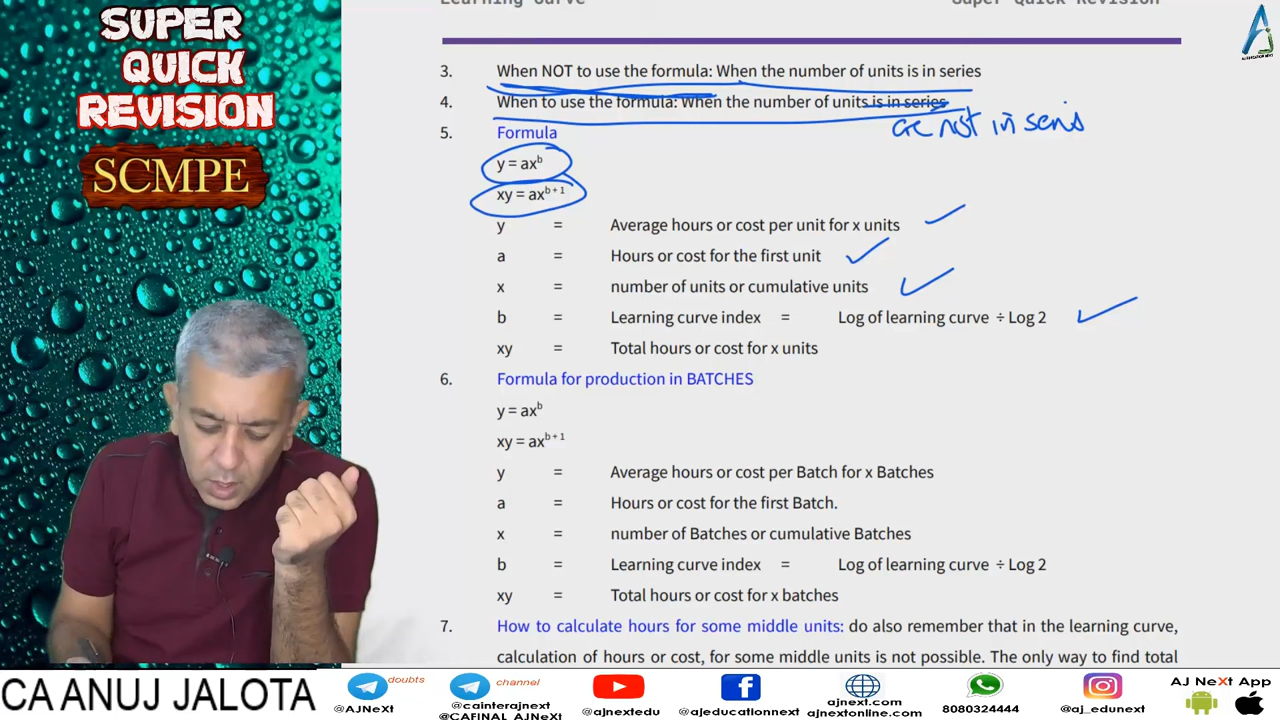 SUPER
QUICK
REVISION
SCMPE
Learning Curve Super Quick Revision
3. When NOT to use the formula: When the number of units is in series
4. When to use the formula: When the number of units is in series
are not in series
5. Formula
y = ax^b
xy = ax^{b + 1}
y = Average hours or cost per unit for x units
a = Hours or cost for the first unit
x = number of units or cumulative units
b = Learning curve index = Log of learning curve ÷ Log 2
xy = Total hours or cost for x units
6. Formula for production in BATCHES
y = ax^b
xy = ax^{b + 1}
y = Average hours or cost per Batch for x Batches
a = Hours or cost for the first Batch.
x = number of Batches or cumulative Batches
b = Learning curve index = Log of learning curve ÷ Log 2
xy = Total hours or cost for x batches
7. How to calculate hours for some middle units: do also remember that in the learning curve,
calculation of hours or cost, for some middle units is not possible. The only way to find total
CA ANUJ JALOTA
doubts
@AJNeXt
channel
@cainterajnext
@CAFINAL_AJNeXt
@ajnextedu
@ajeducationnext
ajnext.com
ajnextonline.com
8080324444
@aj_edunext
AJ NeXt App